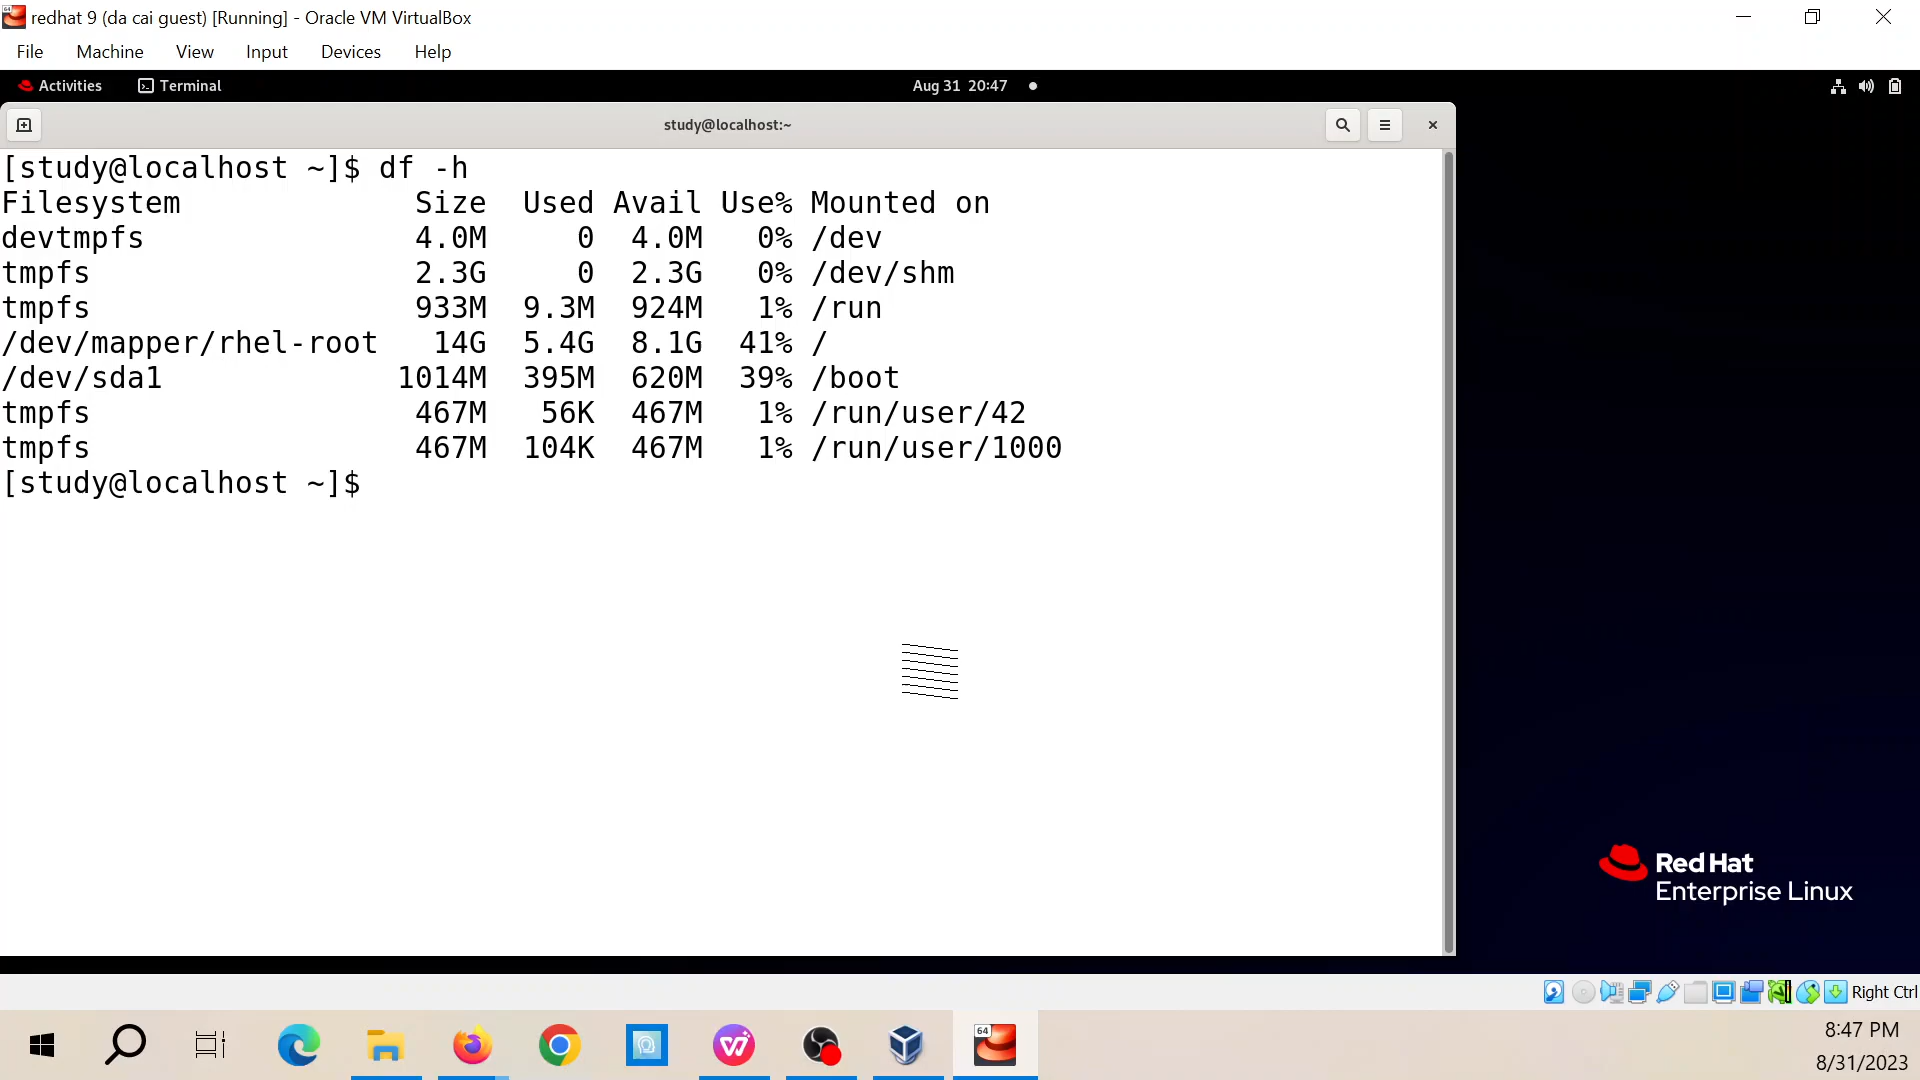 redhat 9 (da cai guest) [Running] - Oracle VM VirtualBox
File Machine View Input Devices Help
Activities Terminal Aug 31 20:47
study@localhost:~
[study@localhost ~]$ df -h
Filesystem Size Used Avail Use% Mounted on
devtmpfs 4.0M 0 4.0M 0% /dev
tmpfs 2.3G 0 2.3G 0% /dev/shm
tmpfs 933M 9.3M 924M 1% /run
/dev/mapper/rhel-root 14G 5.4G 8.1G 41% /
/dev/sda1 1014M 395M 620M 39% /boot
tmpfs 467M 56K 467M 1% /run/user/42
tmpfs 467M 104K 467M 1% /run/user/1000
[study@localhost ~]$
Red Hat
Enterprise Linux
Right Ctrl
64
8:47 PM
8/31/2023